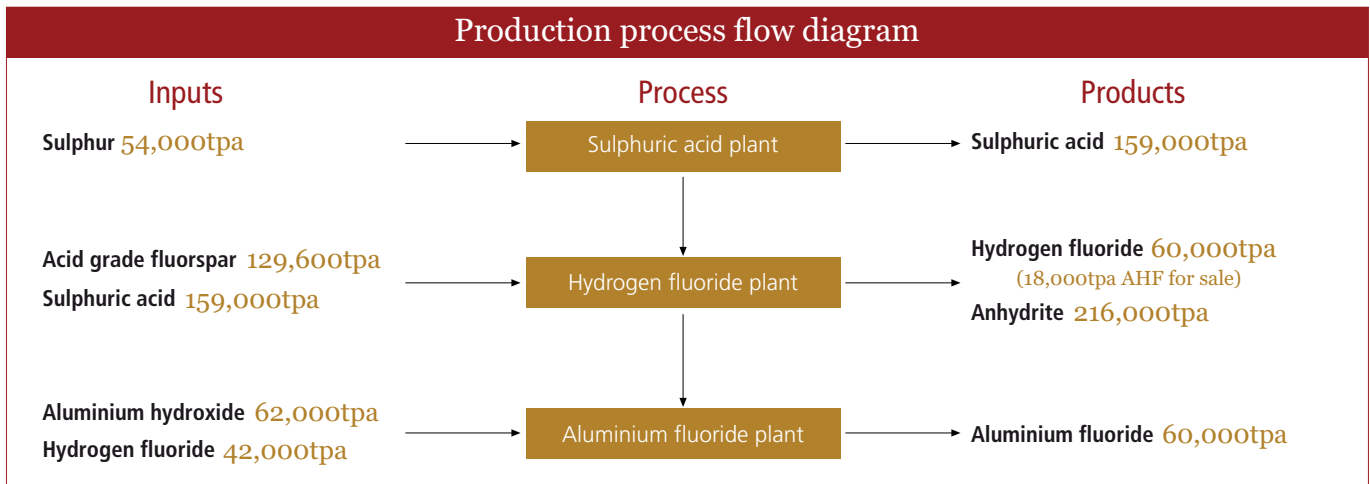 Production process flow diagram
Inputs
Process
Products
Sulphur 54,000tpa
Sulphuric acid plant
Sulphuric acid 159,000tpa
Acid grade fluorspar 129,600tpa
Sulphuric acid 159,000tpa
Hydrogen fluoride plant
Hydrogen fluoride 60,000tpa
(18,000tpa AHF for sale)
Anhydrite 216,000tpa
Aluminium hydroxide 62,000tpa
Hydrogen fluoride 42,000tpa
Aluminium fluoride plant
Aluminium fluoride 60,000tpa